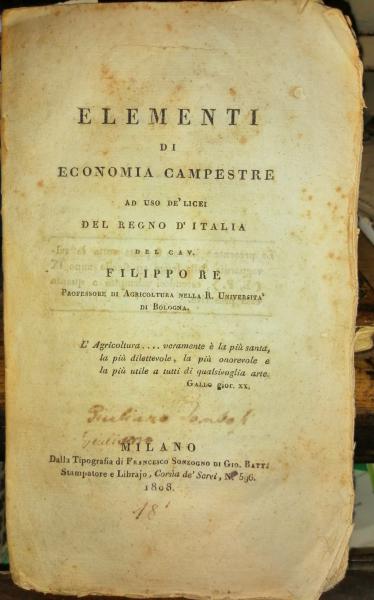 ELEMENTI
DI
ECONOMIA CAMPESTRE
AD USO DE' LICEI
DEL REGNO D'ITALIA
DEL CAV.
FILIPPO RE
PROFESSORE DI AGRICOLTURA NELLA R. UNIVERSITA'
DI BOLOGNA.
L' Agricoltura .... veramente è la più santa,
la più dilettevole, la più onorevole e
la più utile a tutti di qualsivoglia arte.
GALLO gior. XX.
Giuliano
MILANO
Dalla Tipografia di FRANCESCO SONZOGNO DI GIO. BATT.
Stampatore e Librajo, Corsia de' Servi, N.° 596.
1808.
18